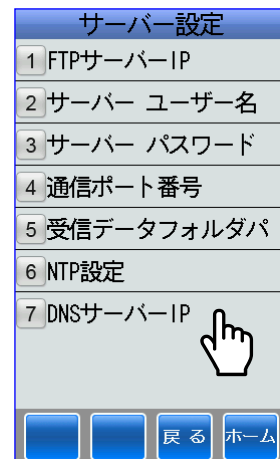 サーバー設定
1 FTPサーバーIP
2 サーバー ユーザー名
3 サーバー パスワード
4 通信ポート番号
5 受信データフォルダパ
6 NTP設定
7 DNSサーバーIP
戻る ホーム